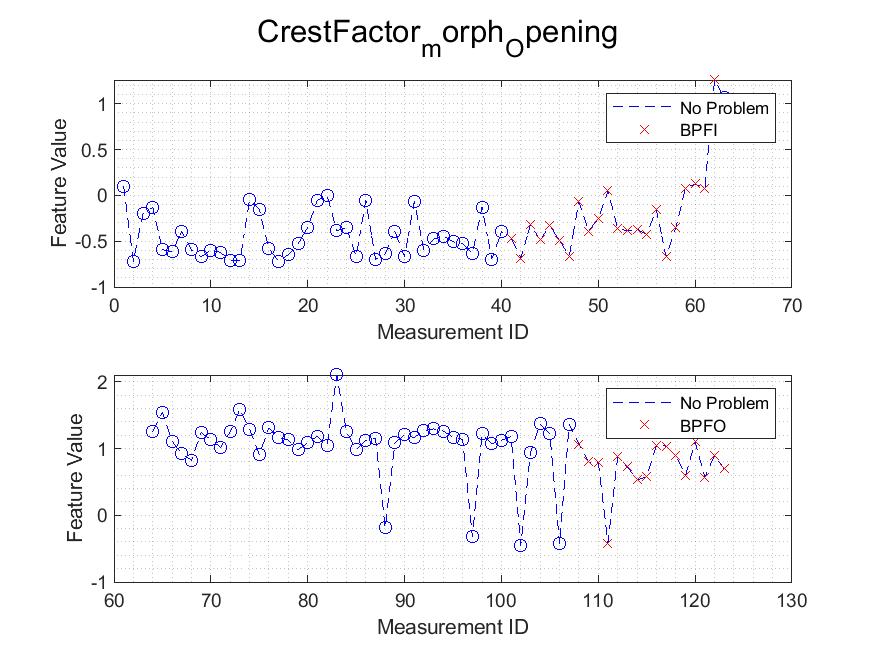 CrestFactor_morph_Opening
1
0.5
0
-0.5
-1
Feature Value
No Problem
BPFI
0 10 20 30 40 50 60 70
Measurement ID
2
1
0
-1
Feature Value
No Problem
BPFO
60 70 80 90 100 110 120 130
Measurement ID